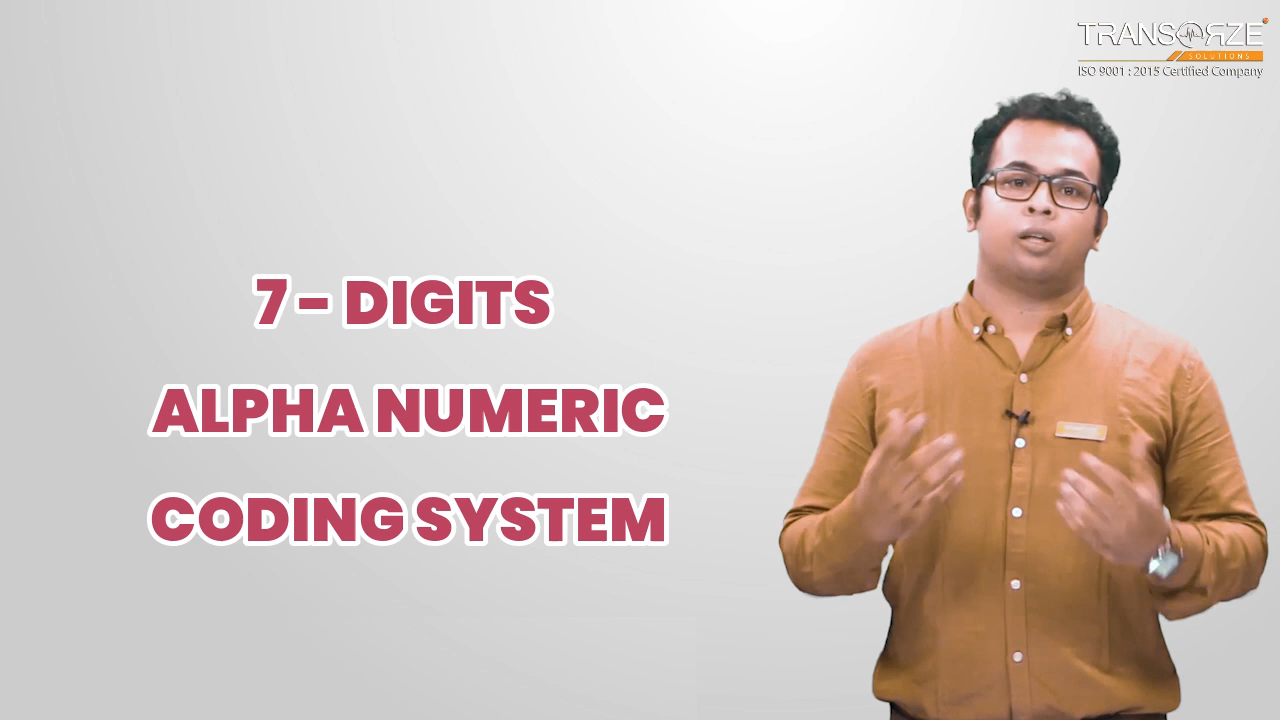 TRANSORZE
SOLUTIONS
ISO 9001 : 2015 Certified Company
7 - DIGITS
ALPHA NUMERIC
CODING SYSTEM